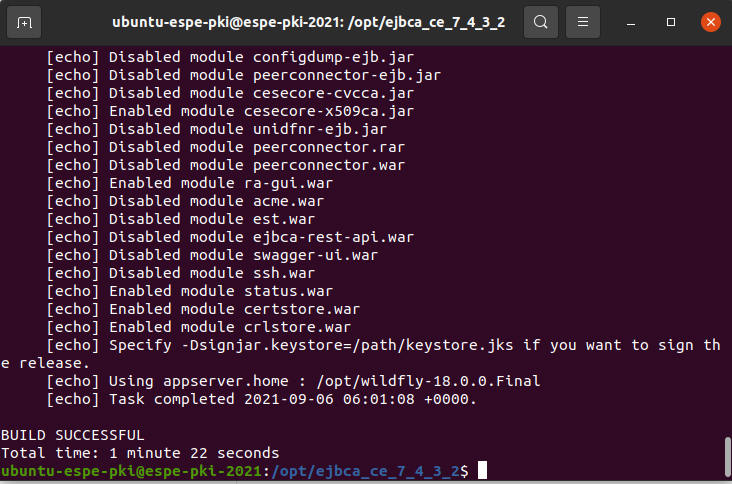 ubuntu-espe-pki@espe-pki-2021: /opt/ejbca_ce_7_4_3_2
[echo] Disabled module configdump-ejb.jar
[echo] Disabled module peerconnector-ejb.jar
[echo] Disabled module cesecore-cvcca.jar
[echo] Enabled module cesecore-x509ca.jar
[echo] Disabled module unidfnr-ejb.jar
[echo] Disabled module peerconnector.rar
[echo] Disabled module peerconnector.war
[echo] Enabled module ra-gui.war
[echo] Disabled module acme.war
[echo] Disabled module est.war
[echo] Disabled module ejbca-rest-api.war
[echo] Disabled module swagger-ui.war
[echo] Disabled module ssh.war
[echo] Enabled module status.war
[echo] Enabled module certstore.war
[echo] Enabled module crlstore.war
[echo] Specify -Dsignjar.keystore=/path/keystore.jks if you want to sign th
e release.
[echo] Using appserver.home : /opt/wildfly-18.0.0.Final
[echo] Task completed 2021-09-06 06:01:08 +0000.
BUILD SUCCESSFUL
Total time: 1 minute 22 seconds
ubuntu-espe-pki@espe-pki-2021:/opt/ejbca_ce_7_4_3_2$